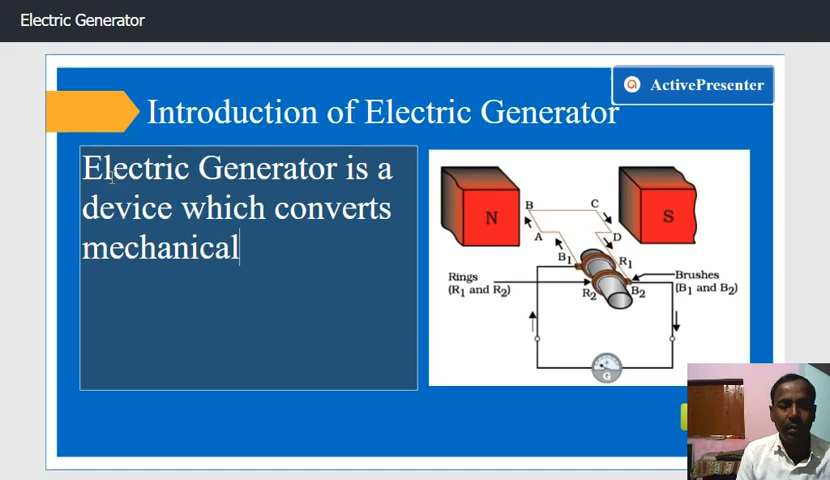 Electric Generator
ActivePresenter
Introduction of Electric Generator
Electric Generator is a
device which converts
mechanical
N
S
B
C
A
D
B1
R1
Rings
(R1 and R2)
R2
B2
Brushes
(B1 and B2)
G